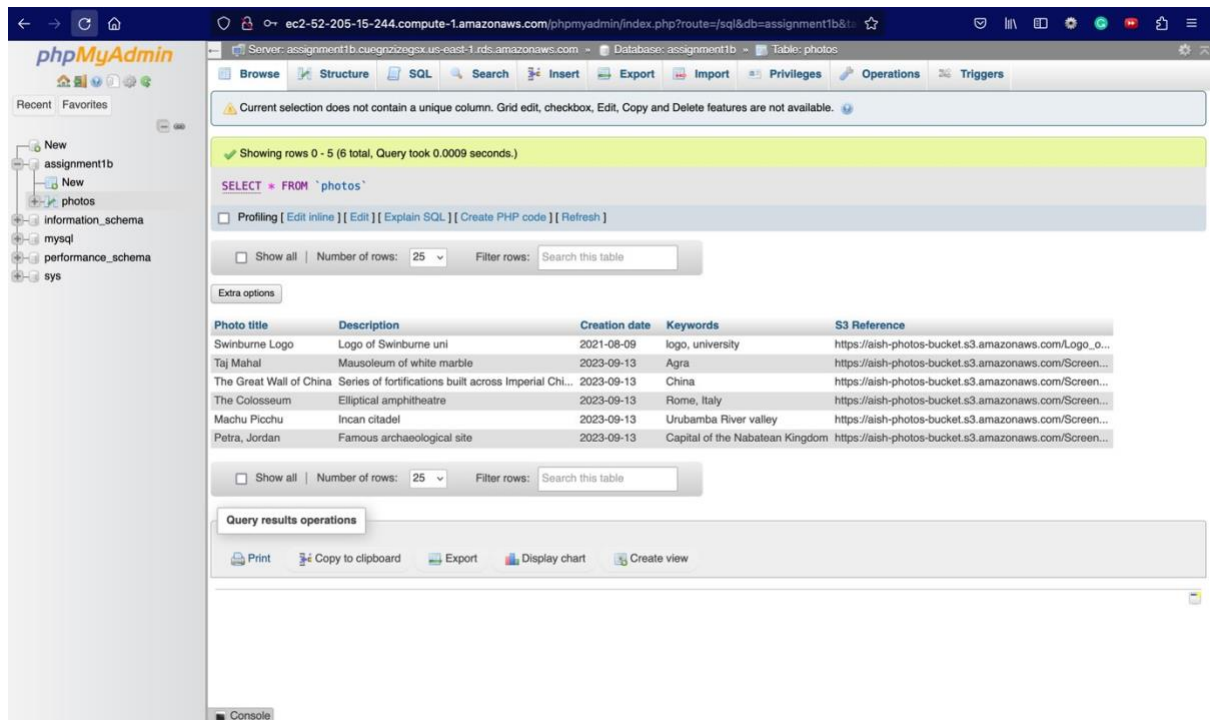 ec2-52-205-15-244.compute-1.amazonaws.com/phpmyadmin/index.php?route=/sql&db=assignment1b&ta
phpMyAdmin
Recent Favorites
New
assignment1b
New
photos
information_schema
mysql
performance_schema
sys
Server: assignment1b.cuegnzizegsx.us-east-1.rds.amazonaws.com » Database: assignment1b » Table: photos
Browse Structure SQL Search Insert Export Import Privileges Operations Triggers
Current selection does not contain a unique column. Grid edit, checkbox, Edit, Copy and Delete features are not available.
Showing rows 0 - 5 (6 total, Query took 0.0009 seconds.)
SELECT * FROM `photos`
Profiling [ Edit inline ] [ Edit ] [ Explain SQL ] [ Create PHP code ] [ Refresh ]
Show all | Number of rows: 25 Filter rows: Search this table
Extra options
Photo title Description Creation date Keywords S3 Reference
Swinburne Logo Logo of Swinburne uni 2021-08-09 logo, university https://aish-photos-bucket.s3.amazonaws.com/Logo_o...
Taj Mahal Mausoleum of white marble 2023-09-13 Agra https://aish-photos-bucket.s3.amazonaws.com/Screen...
The Great Wall of China Series of fortifications built across Imperial Chi... 2023-09-13 China https://aish-photos-bucket.s3.amazonaws.com/Screen...
The Colosseum Elliptical amphitheatre 2023-09-13 Rome, Italy https://aish-photos-bucket.s3.amazonaws.com/Screen...
Machu Picchu Incan citadel 2023-09-13 Urubamba River valley https://aish-photos-bucket.s3.amazonaws.com/Screen...
Petra, Jordan Famous archaeological site 2023-09-13 Capital of the Nabatean Kingdom https://aish-photos-bucket.s3.amazonaws.com/Screen...
Show all | Number of rows: 25 Filter rows: Search this table
Query results operations
Print Copy to clipboard Export Display chart Create view
Console